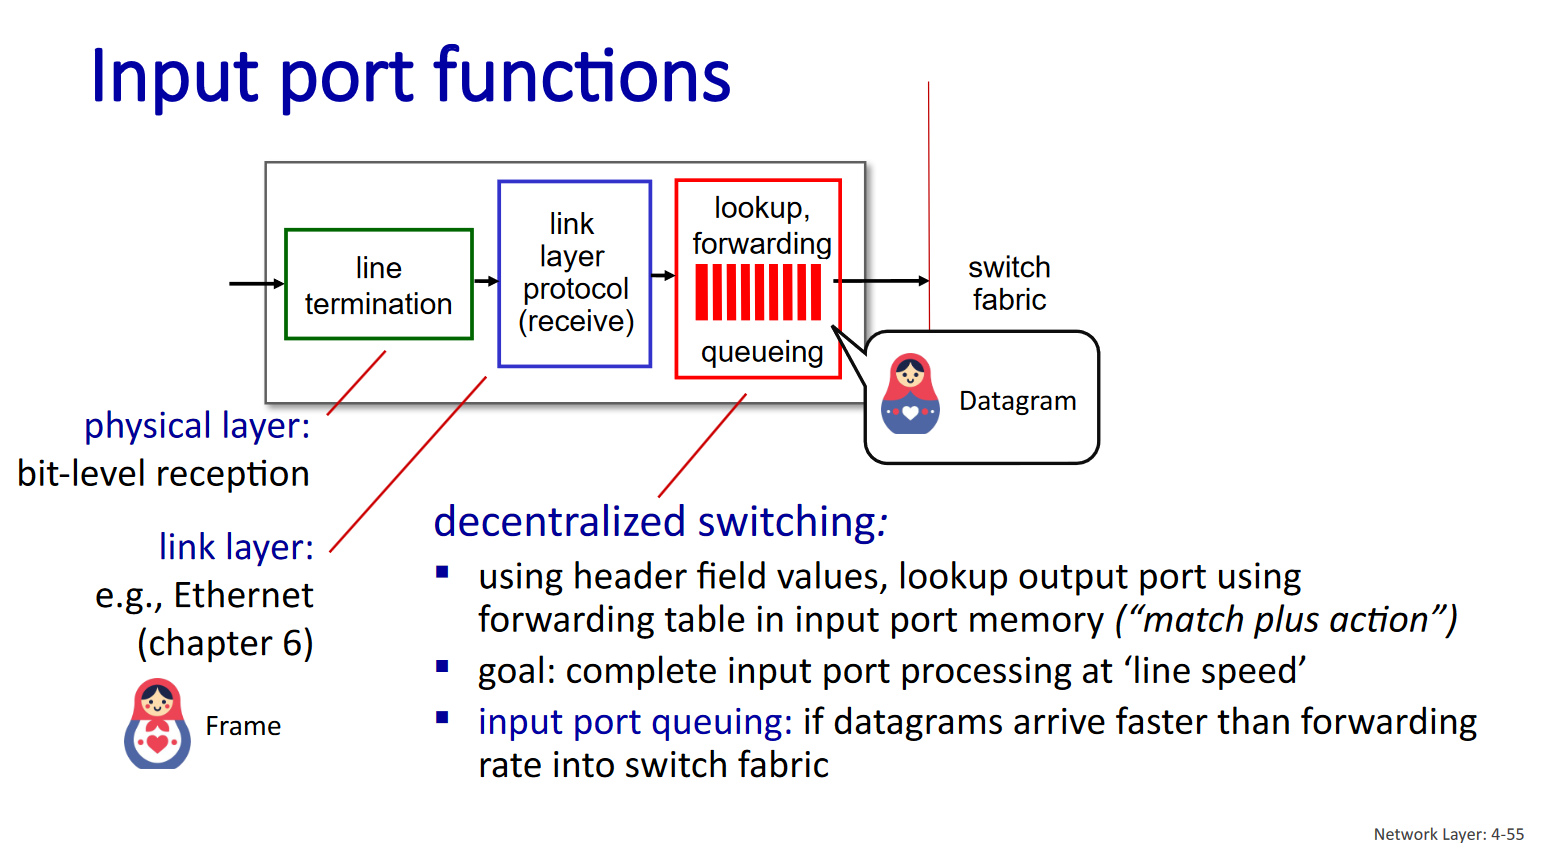 Input port functions
line
termination
link
layer
protocol
(receive)
lookup,
forwarding
queueing
switch
fabric
Datagram
physical layer:
bit-level reception
link layer:
e.g., Ethernet
(chapter 6)
Frame
decentralized switching:
▪ using header field values, lookup output port using
forwarding table in input port memory (“match plus action”)
▪ goal: complete input port processing at ‘line speed’
▪ input port queuing: if datagrams arrive faster than forwarding
rate into switch fabric
Network Layer: 4-55